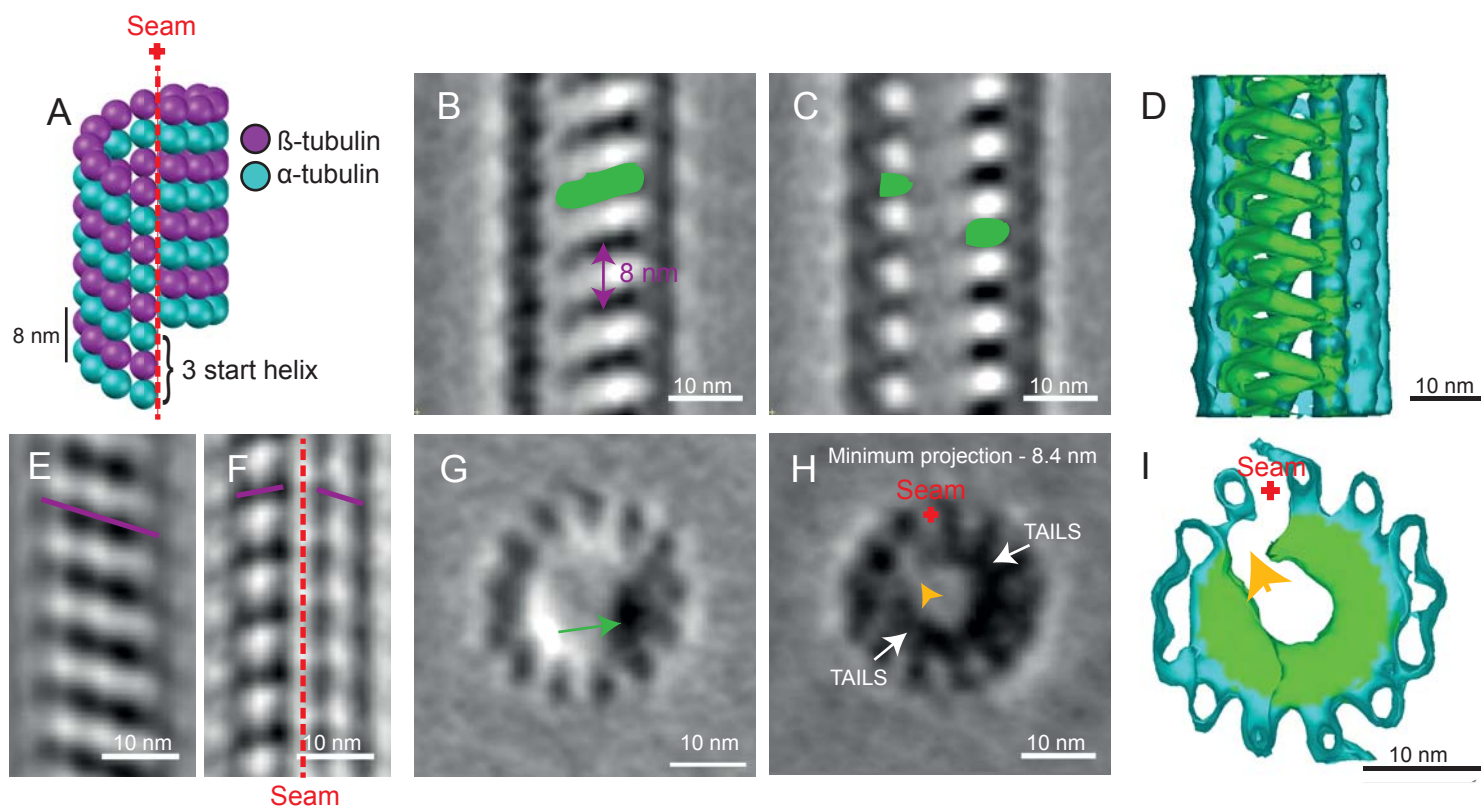 Seam
A
ß-tubulin
α-tubulin
8 nm
3 start helix
B
8 nm
10 nm
C
10 nm
D
10 nm
E
10 nm
F
10 nm
Seam
G
10 nm
H
Minimum projection - 8.4 nm
Seam
TAILS
TAILS
10 nm
I
Seam
10 nm